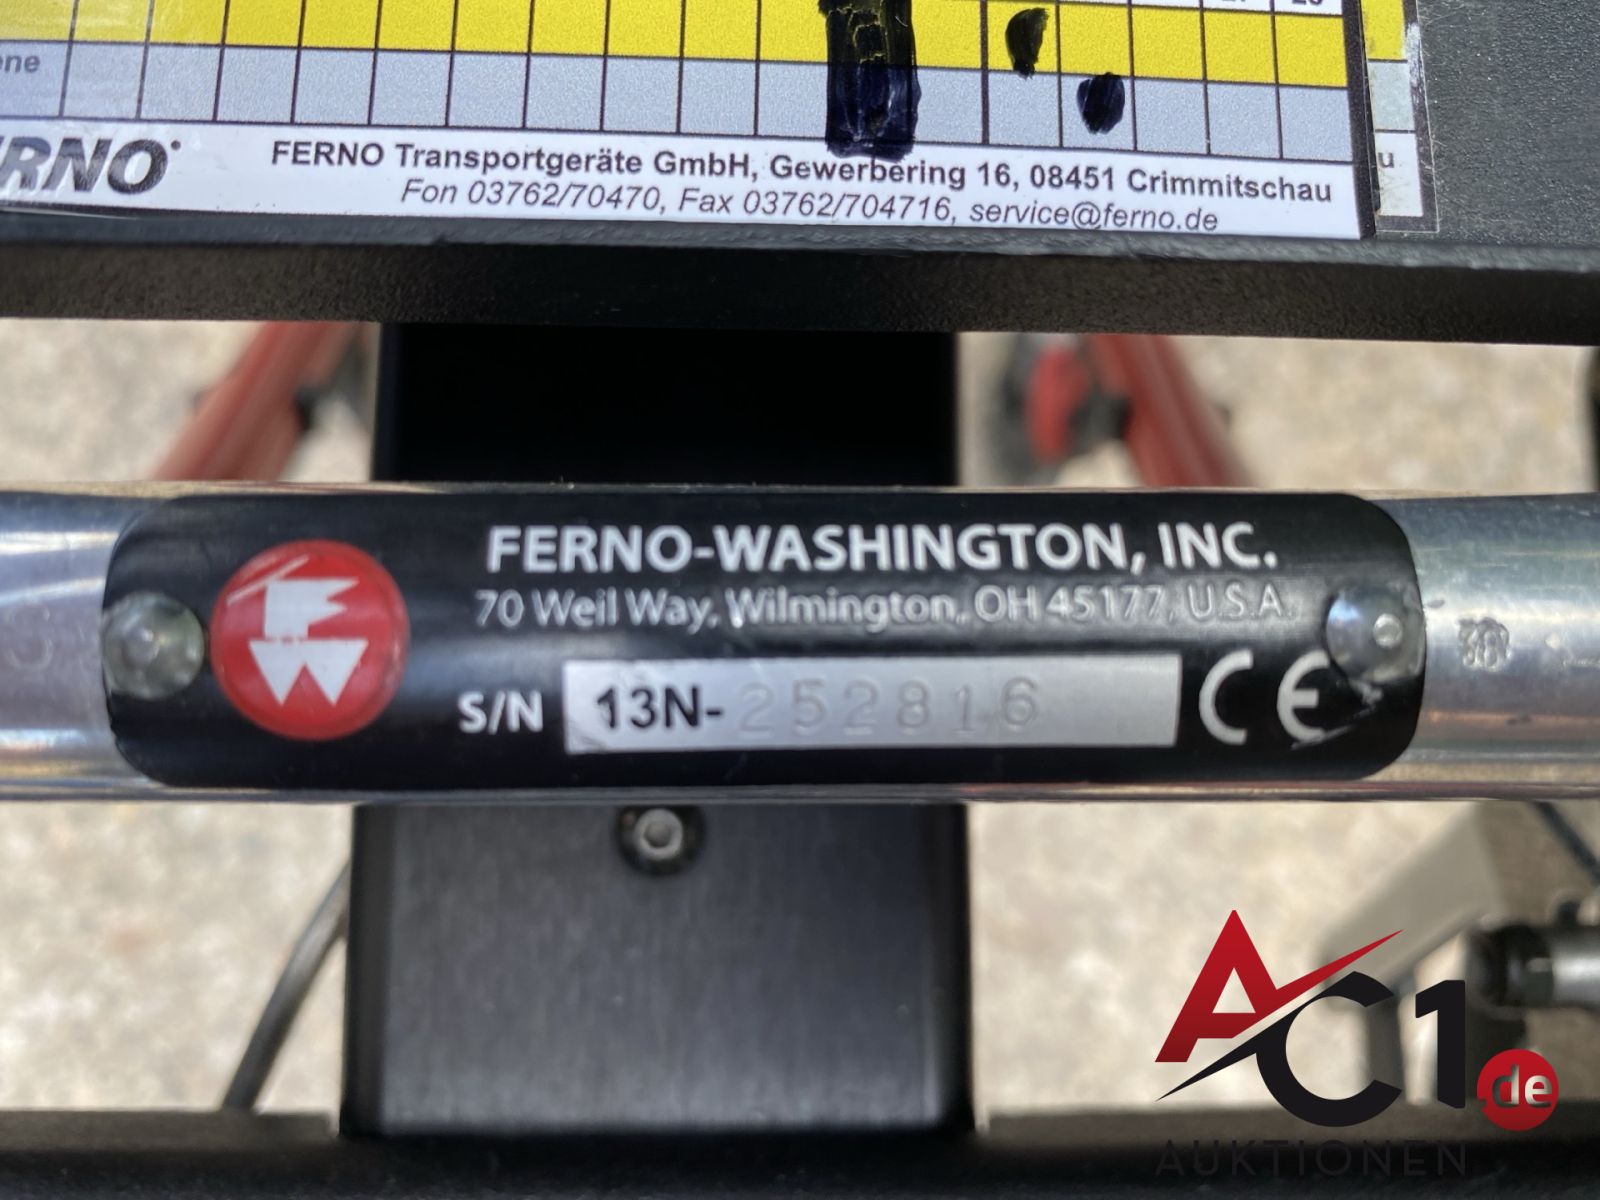 FERNO Transportgeräte GmbH, Gewerbering 16, 08451 Crimmitschau
Fon 03762/70470, Fax 03762/704716, service@ferno.de
FERNO-WASHINGTON, INC.
70 Weil Way, Wilmington, OH 45177, U.S.A.
S/N 13N-252816 CE
AC1.de
AUKTIONEN